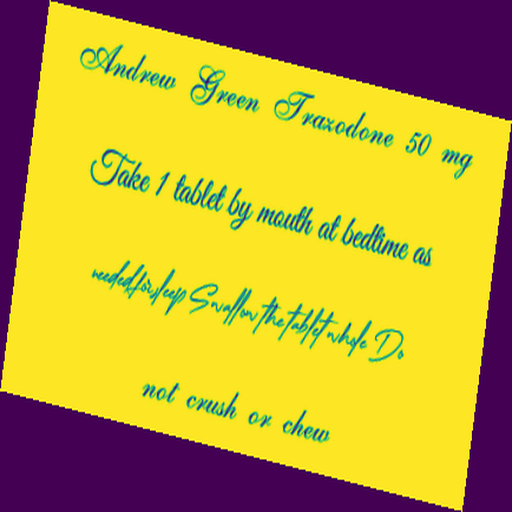 Andrew Green Trazodone 50 mg
Take 1 tablet by mouth at bedtime as
needed for sleep Swallow the tablet whole Do
not crush or chew